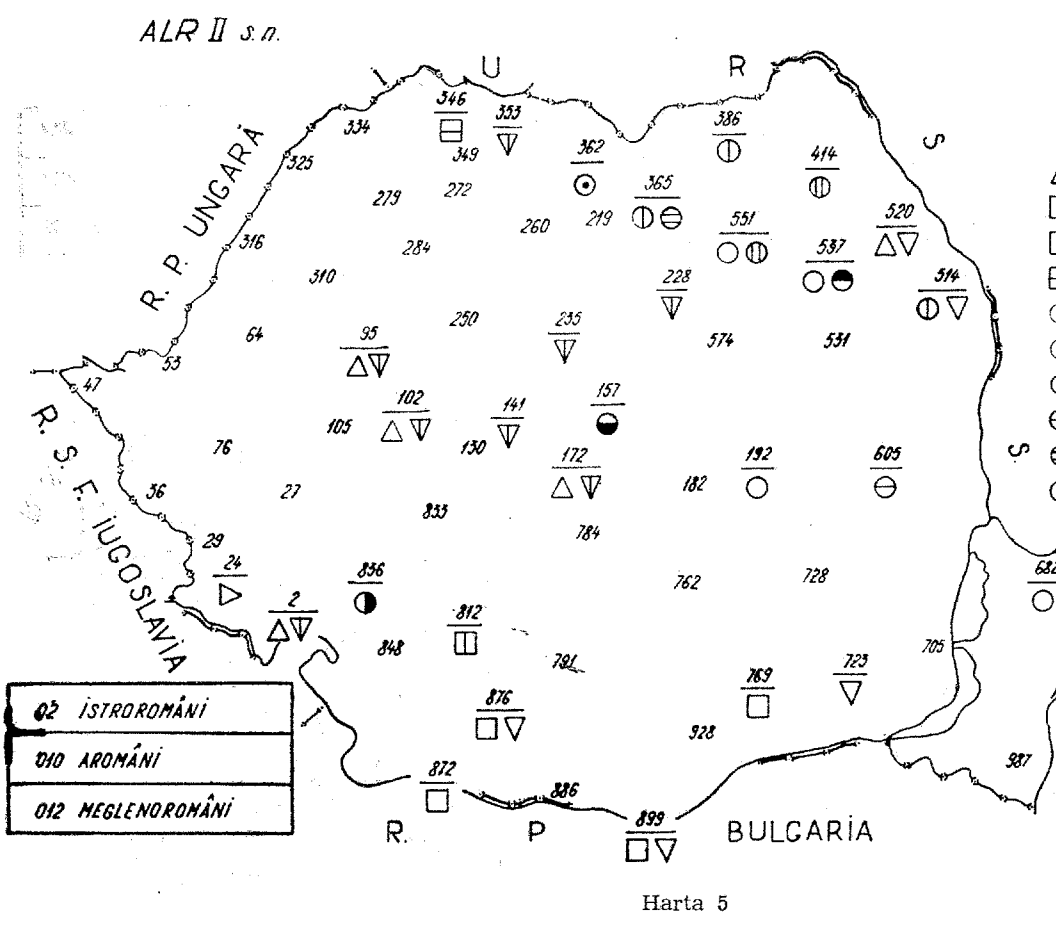 ALR II s.n.
U R S S
R. P. UNGARĂ
R. S. F. IUGOSLAVIA
R. P BULGARIA
346 353
334 386
349 362 414
325
279 272 365
260 219 551 520
316 284 537
310 228 514
250 235
64 95 574 531
53
47 102 141 157
105
76 130 172 192 605
182
36 27
833
29 784
24 762 728
2 836 682
812
848 791 705
769 723
876
928
872 987
886
899
02 ISTROROMÂNI
010 AROMÂNI
012 MEGLENOROMÂNI
Harta 5